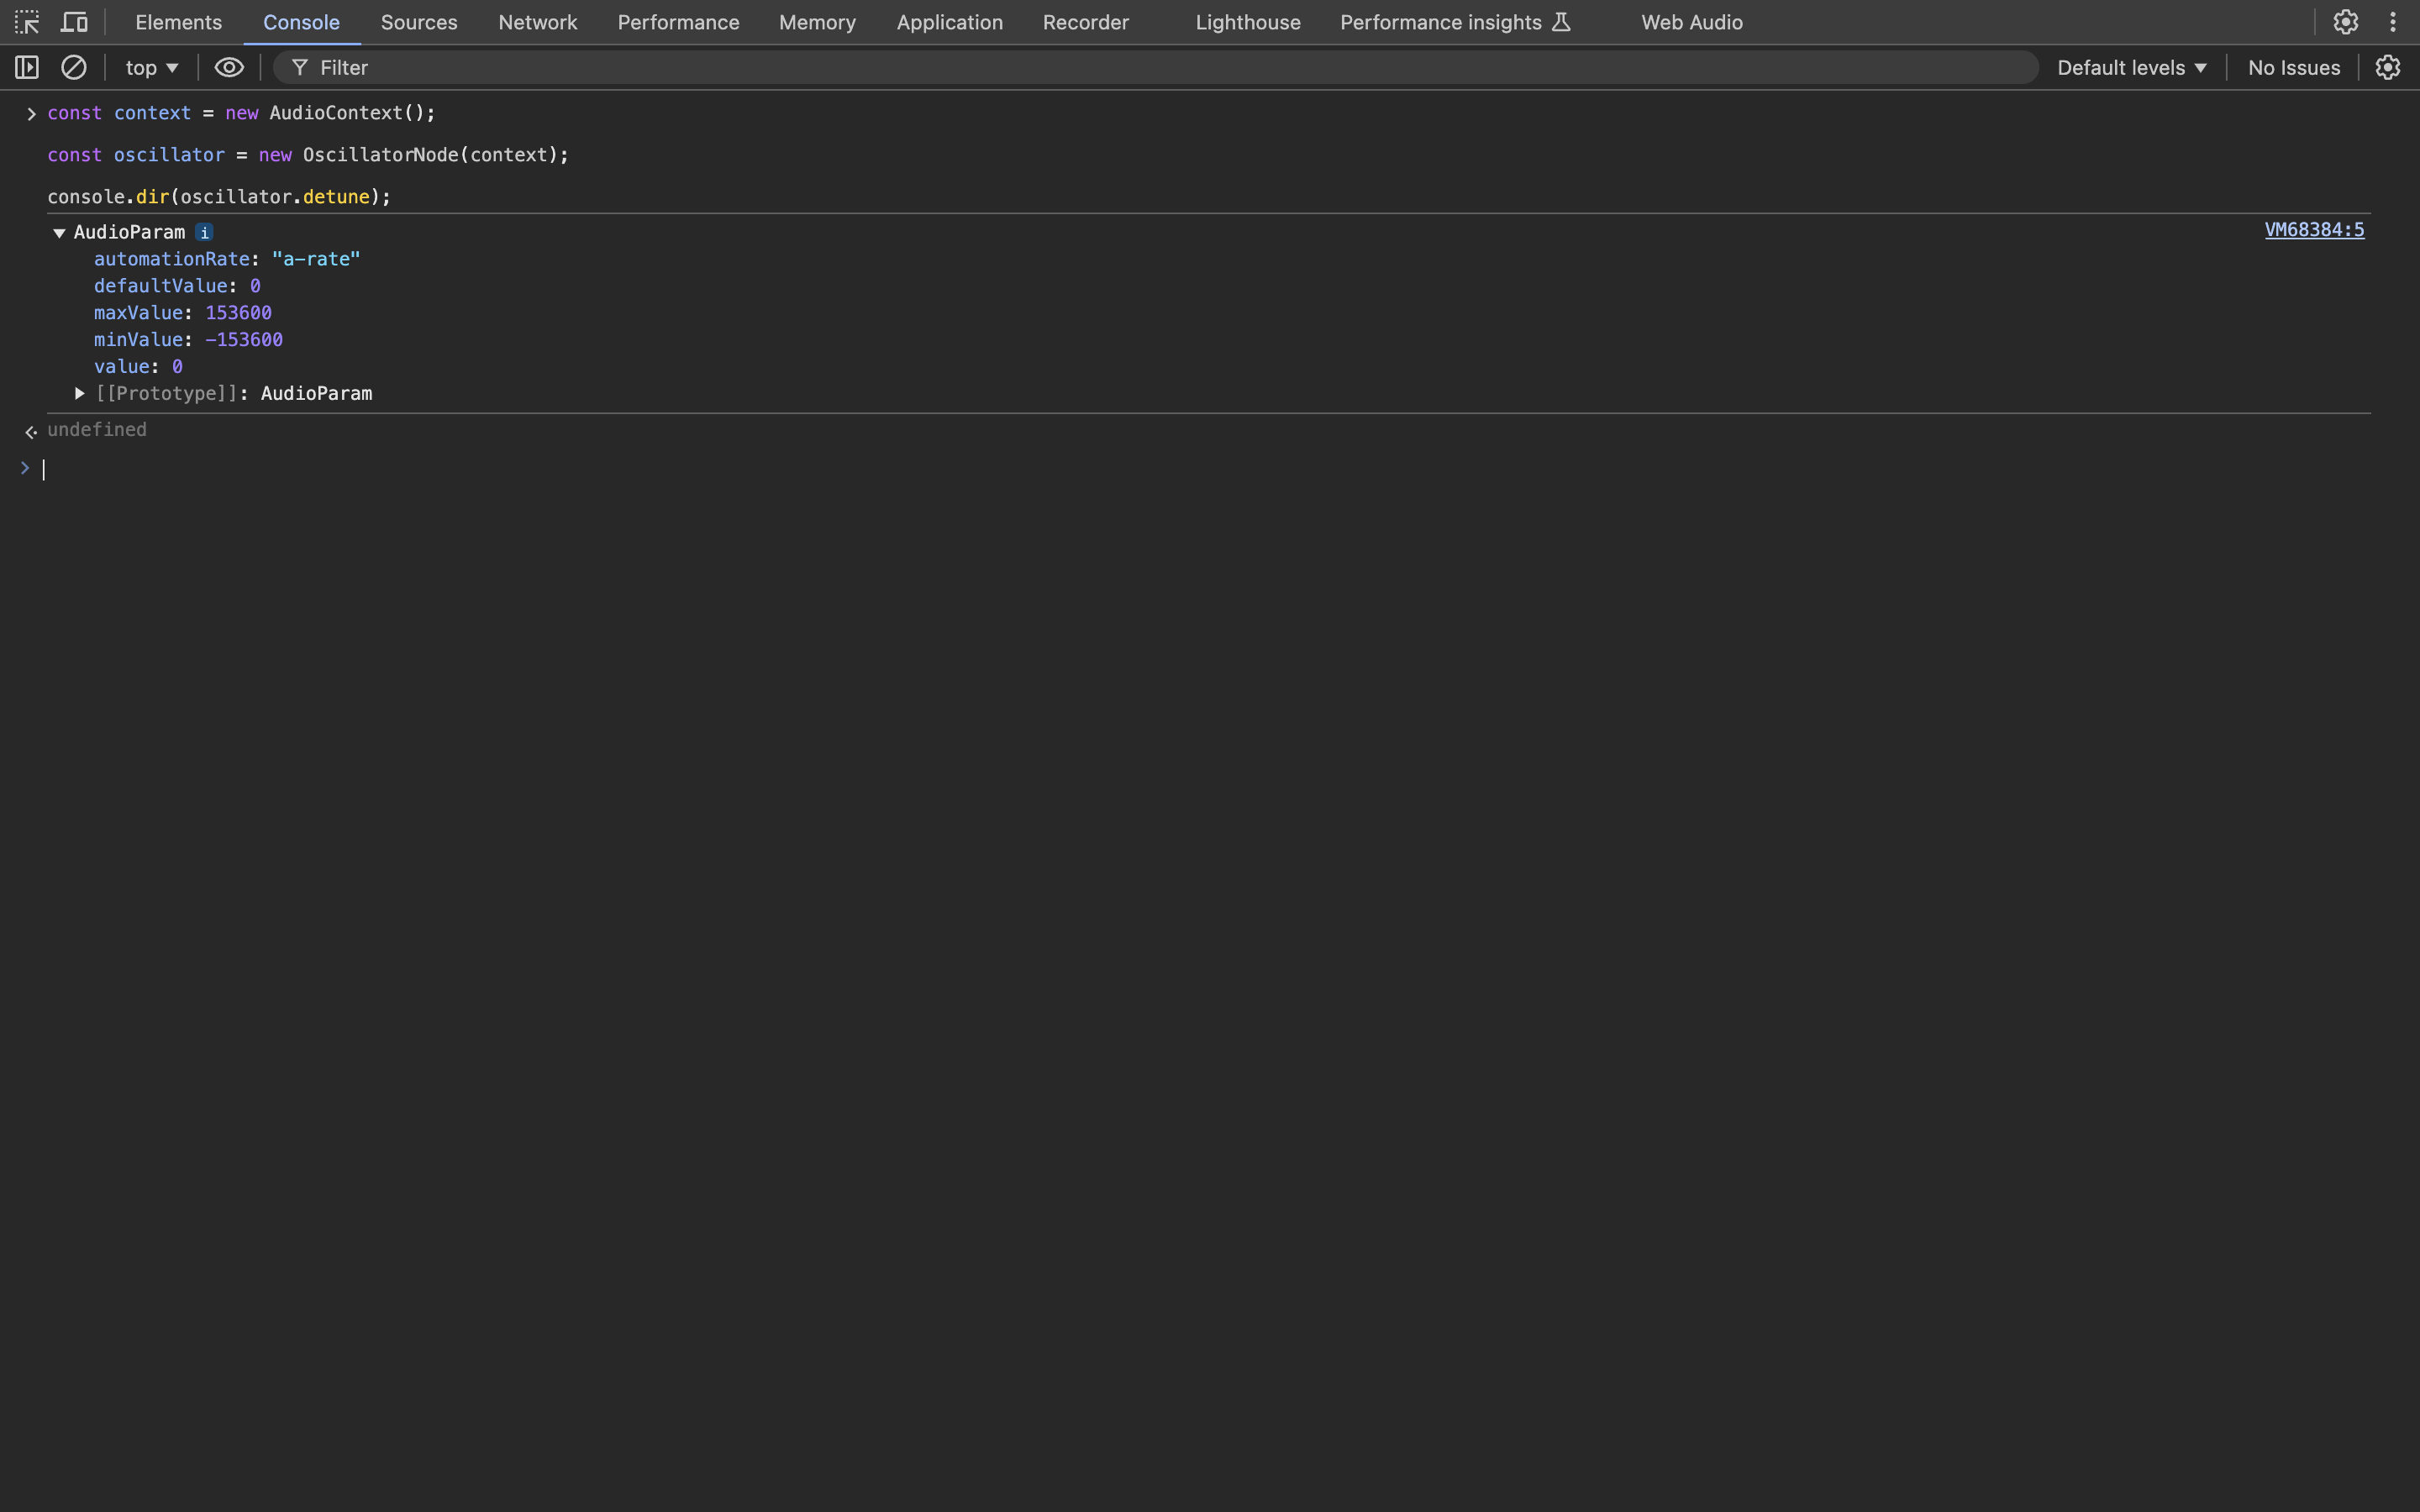 Elements Console Sources Network Performance Memory Application Recorder Lighthouse Performance insights Web Audio
top Filter Default levels No Issues
const context = new AudioContext();
const oscillator = new OscillatorNode(context);
console.dir(oscillator.detune);
AudioParam i VM68384:5
automationRate: "a-rate"
defaultValue: 0
maxValue: 153600
minValue: -153600
value: 0
[[Prototype]]: AudioParam
undefined